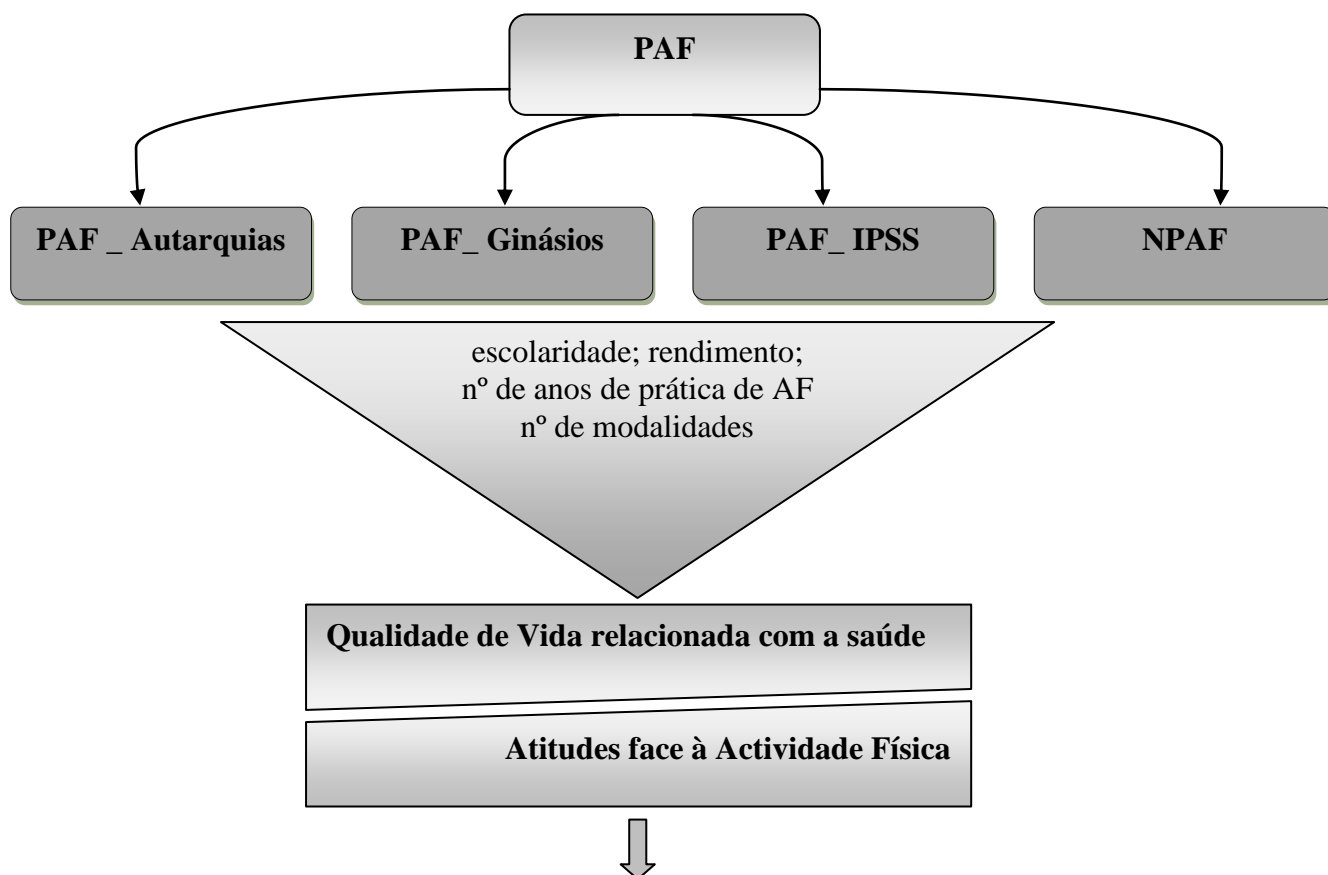 PAF
PAF _ Autarquias
PAF_ Ginásios
PAF_ IPSS
NPAF
escolaridade; rendimento;
nº de anos de prática de AF
nº de modalidades
Qualidade de Vida relacionada com a saúde
Atitudes face à Actividade Física